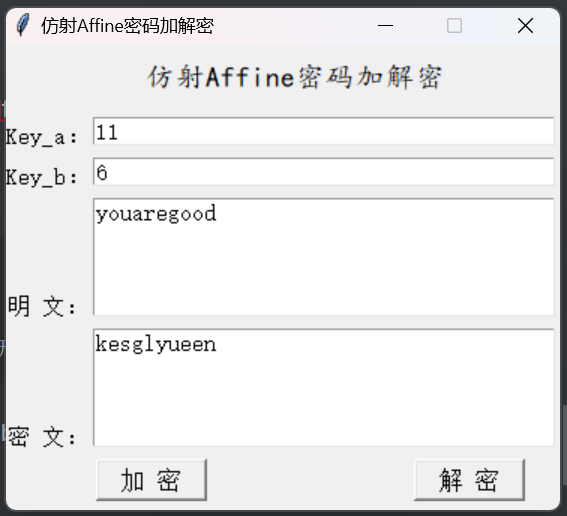 仿射Affine密码加解密
仿射Affine密码加解密
Key_a: 11
Key_b: 6
youaregood
明 文:
kesglyueen
密 文:
加 密 解 密